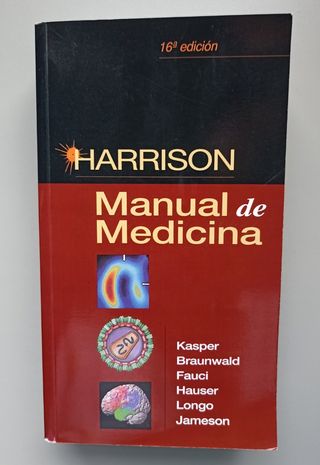 16ª edición
HARRISON
Manual de
Medicina
Kasper
Braunwald
Fauci
Hauser
Longo
Jameson